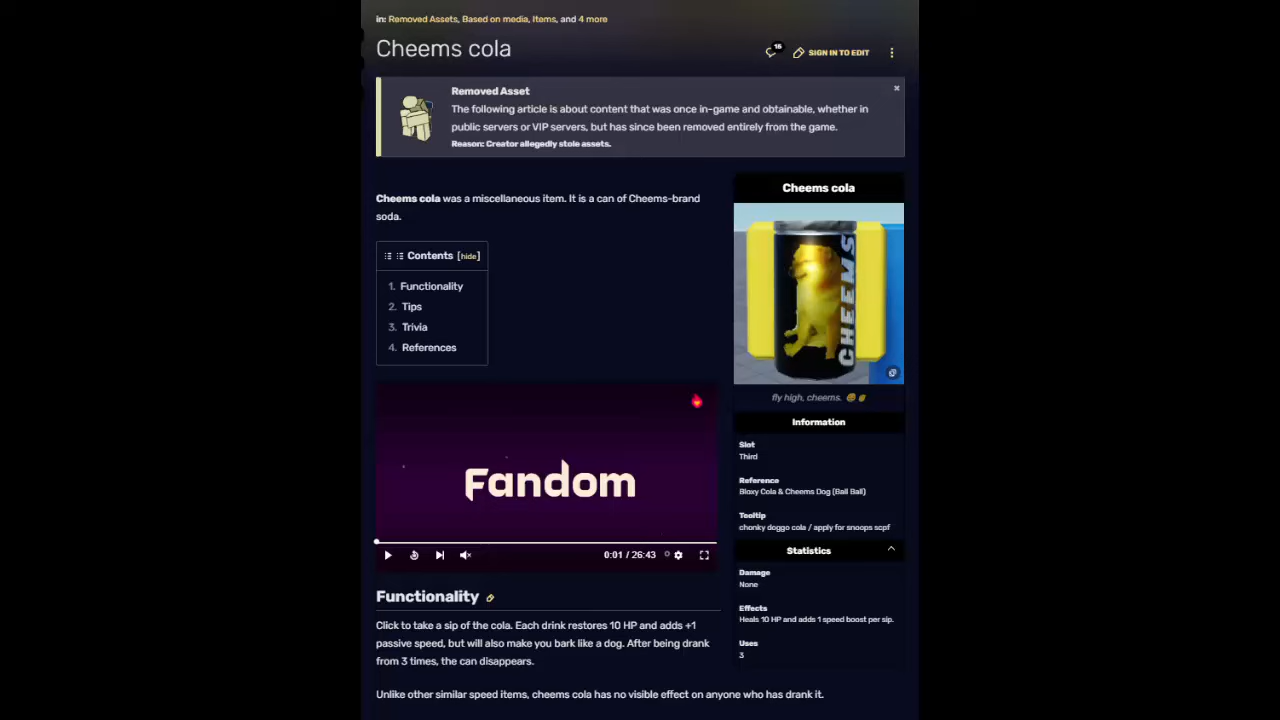 in: Removed Assets, Based on media, Items, and 4 more
Cheems cola
15
SIGN IN TO EDIT
Removed Asset
The following article is about content that was once in-game and obtainable, whether in
public servers or VIP servers, but has since been removed entirely from the game.
Reason: Creator allegedly stole assets.
Cheems cola was a miscellaneous item. It is a can of Cheems-brand
soda.
Contents [hide]
1. Functionality
2. Tips
3. Trivia
4. References
Fandom
0:01 / 26:43
Functionality
Click to take a sip of the cola. Each drink restores 10 HP and adds +1
passive speed, but will also make you bark like a dog. After being drank
from 3 times, the can disappears.
Unlike other similar speed items, cheems cola has no visible effect on anyone who has drank it.
Cheems cola
CHEEMS
fly high, cheems.
Information
Slot
Third
Reference
Bloxy Cola & Cheems Dog (Ball Ball)
Tooltip
chonky doggo cola / apply for snoops scpf
Statistics
Damage
None
Effects
Heals 10 HP and adds 1 speed boost per sip.
Uses
3